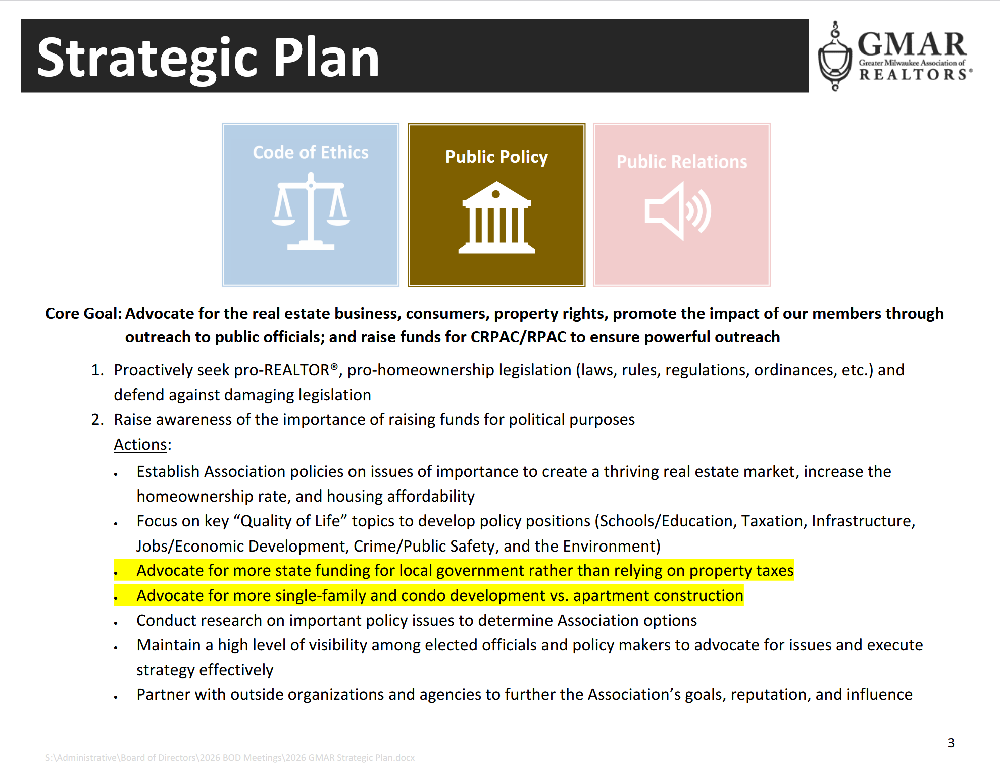 Strategic Plan
GMAR
Greater Milwaukee Association of
REALTORS®
Code of Ethics
Public Policy
Public Relations
Core Goal: Advocate for the real estate business, consumers, property rights, promote the impact of our members through
outreach to public officials; and raise funds for CRPAC/RPAC to ensure powerful outreach
1. Proactively seek pro-REALTOR®, pro-homeownership legislation (laws, rules, regulations, ordinances, etc.) and
defend against damaging legislation
2. Raise awareness of the importance of raising funds for political purposes
Actions:
• Establish Association policies on issues of importance to create a thriving real estate market, increase the
homeownership rate, and housing affordability
• Focus on key “Quality of Life” topics to develop policy positions (Schools/Education, Taxation, Infrastructure,
Jobs/Economic Development, Crime/Public Safety, and the Environment)
• Advocate for more state funding for local government rather than relying on property taxes
• Advocate for more single-family and condo development vs. apartment construction
• Conduct research on important policy issues to determine Association options
• Maintain a high level of visibility among elected officials and policy makers to advocate for issues and execute
strategy effectively
• Partner with outside organizations and agencies to further the Association’s goals, reputation, and influence
3
S:\Administrative\Board of Directors\2026 BOD Meetings\2026 GMAR Strategic Plan.docx